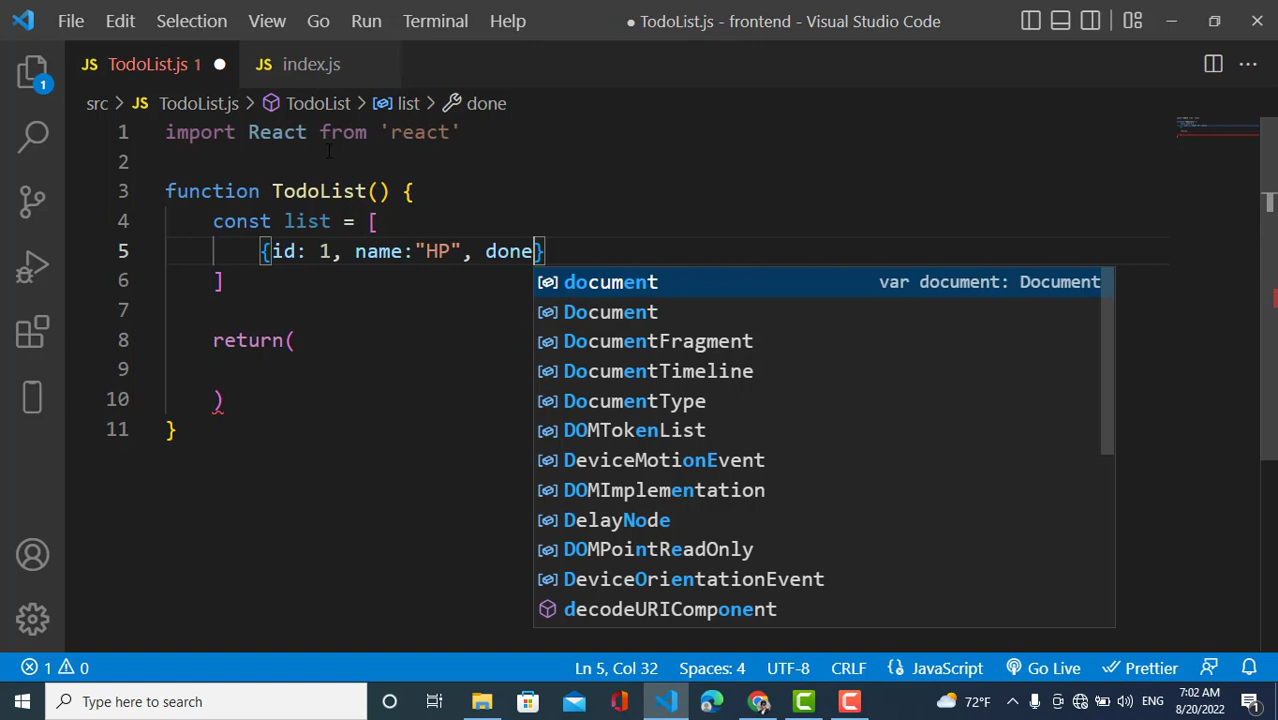 File Edit Selection View Go Run Terminal Help ● TodoList.js - frontend - Visual Studio Code
JS TodoList.js 1 ● JS index.js
src > JS TodoList.js > TodoList > list > done
1 import React from 'react'
2
3 function TodoList() {
4 const list = [
5 {id: 1, name:"HP", done}
6 ]
7
8 return(
9
10 )
11 }
document var document: Document
Document
DocumentFragment
DocumentTimeline
DocumentType
DOMTokenList
DeviceMotionEvent
DOMImplementation
DelayNode
DOMPointReadOnly
DeviceOrientationEvent
decodeURIComponent
1
1 0 Ln 5, Col 32 Spaces: 4 UTF-8 CRLF JavaScript Go Live Prettier
Type here to search 72°F ENG 7:02 AM
8/20/2022 1